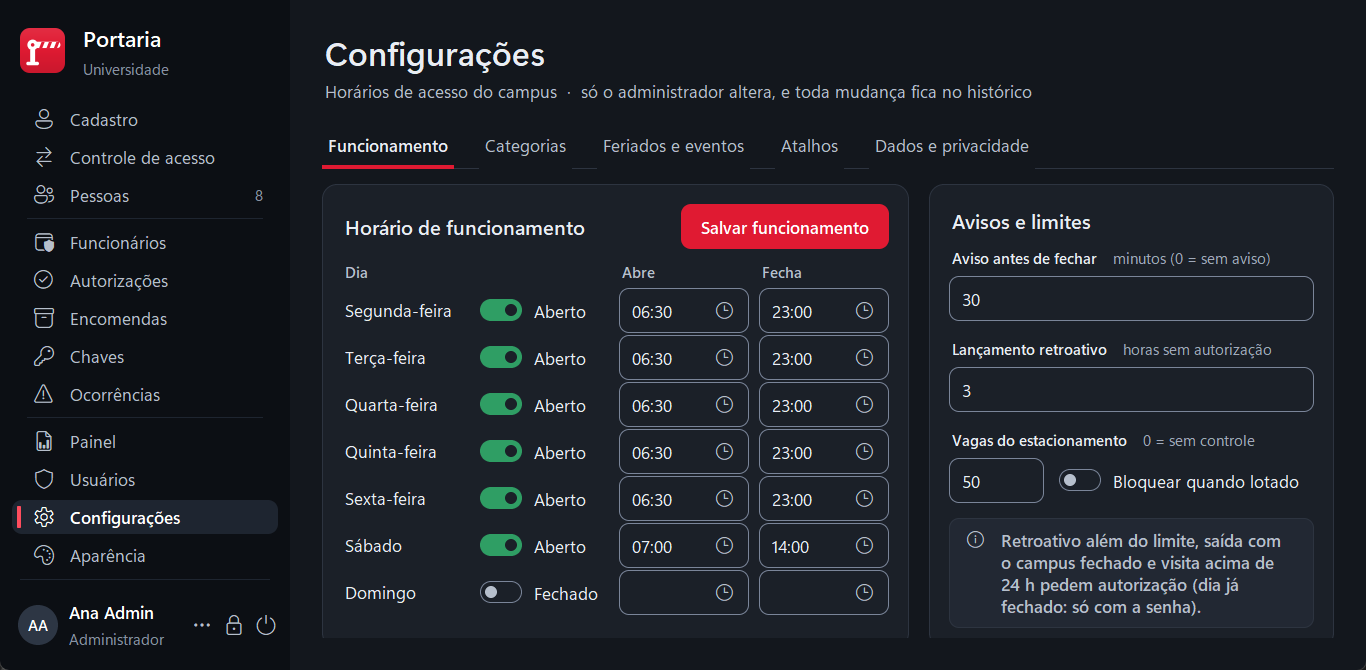 Portaria
Universidade
Cadastro
Controle de acesso
Pessoas 8
Funcionários
Autorizações
Encomendas
Chaves
Ocorrências
Painel
Usuários
Configurações
Aparência
AA
Ana Admin
Administrador
Configurações
Horários de acesso do campus · só o administrador altera, e toda mudança fica no histórico
Funcionamento Categorias Feriados e eventos Atalhos Dados e privacidade
Horário de funcionamento Salvar funcionamento
Dia Abre Fecha
Segunda-feira Aberto 06:30 23:00
Terça-feira Aberto 06:30 23:00
Quarta-feira Aberto 06:30 23:00
Quinta-feira Aberto 06:30 23:00
Sexta-feira Aberto 06:30 23:00
Sábado Aberto 07:00 14:00
Domingo Fechado
Avisos e limites
Aviso antes de fechar minutos (0 = sem aviso)
30
Lançamento retroativo horas sem autorização
3
Vagas do estacionamento 0 = sem controle
50 Bloquear quando lotado
Retroativo além do limite, saída com
o campus fechado e visita acima de
24 h pedem autorização (dia já
fechado: só com a senha).